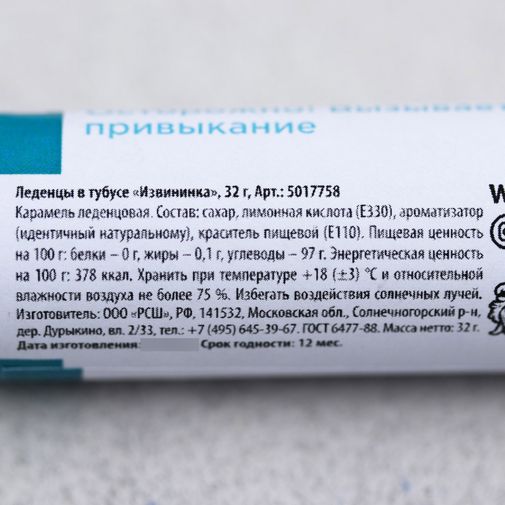 Осторожно! Вызывает
привыкание
Леденцы в тубусе «Извининка», 32 г, Арт.: 5017758
Карамель леденцовая. Состав: сахар, лимонная кислота (Е330), ароматизатор
(идентичный натуральному), краситель пищевой (Е110). Пищевая ценность
на 100 г: белки – 0 г, жиры – 0,1 г, углеводы – 97 г. Энергетическая ценность
на 100 г: 378 ккал. Хранить при температуре +18 (±3) °С и относительной
влажности воздуха не более 75 %. Избегать воздействия солнечных лучей.
Изготовитель: ООО «РСШ», РФ, 141532, Московская обл., Солнечногорский р-н,
дер. Дурыкино, вл. 2/33, тел.: +7 (495) 645-39-67. ГОСТ 6477-88. Масса нетто: 32 г.
Дата изготовления: Срок годности: 12 мес.